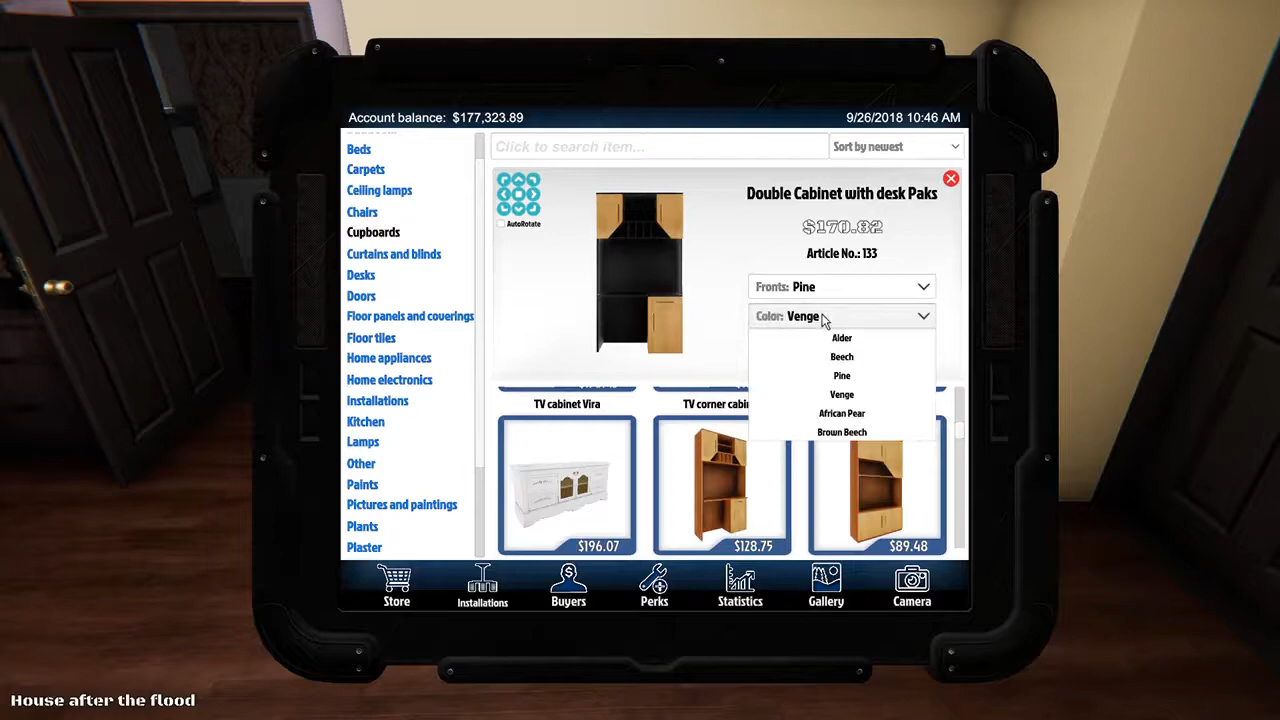 Account balance: $177,323.89
9/26/2018 10:46 AM
Beds
Carpets
Ceiling lamps
Chairs
Cupboards
Curtains and blinds
Desks
Doors
Floor panels and coverings
Floor tiles
Home appliances
Home electronics
Installations
Kitchen
Lamps
Other
Paints
Pictures and paintings
Plants
Plaster
Click to search item...
Sort by newest
AutoRotate
Double Cabinet with desk Paks
$170.82
Article No.: 133
Fronts: Pine
Color: Venge
Alder
Beech
Pine
Venge
African Pear
Brown Beech
TV cabinet Vira
TV corner
$196.07
$128.75
$89.48
Store
Installations
Buyers
Perks
Statistics
Gallery
Camera
House after the flood